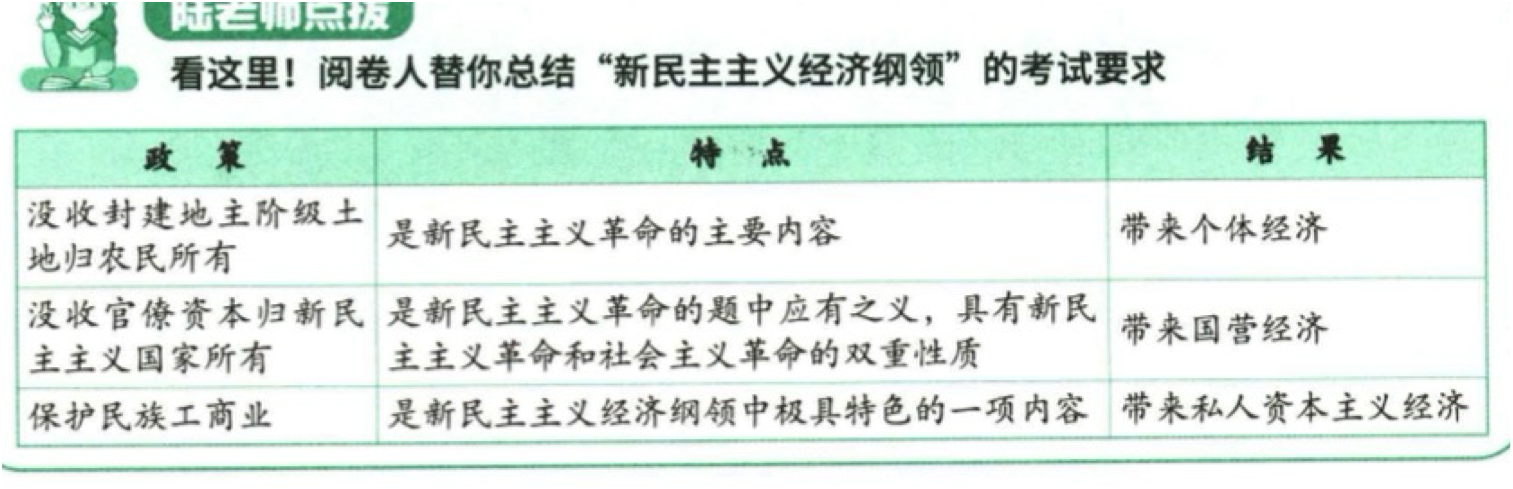 陆老师点拨
看这里！阅卷人替你总结“新民主主义经济纲领”的考试要求
政 策 特 点 结 果
没收封建地主阶级土
地归农民所有
是新民主主义革命的主要内容
带来个体经济
没收官僚资本归新民
主主义国家所有
是新民主主义革命的题中应有之义，具有新民
主主义革命和社会主义革命的双重性质
带来国营经济
保护民族工商业
是新民主主义经济纲领中极具特色的一项内容
带来私人资本主义经济